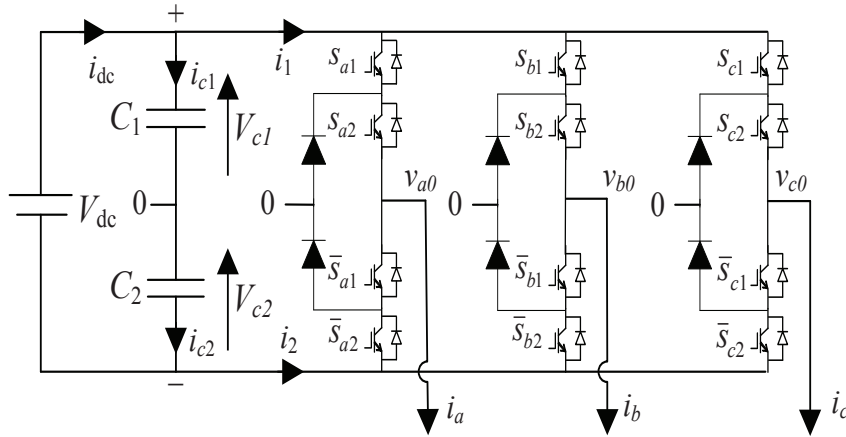 +
i_dc
i_c1
i_1
s_a1
s_b1
s_c1
C_1
V_c1
s_a2
s_b2
s_c2
V_dc
0
0
v_a0
0
v_b0
0
v_c0
C_2
V_c2
s̄_a1
s̄_b1
s̄_c1
i_c2
i_2
s̄_a2
s̄_b2
s̄_c2
−
i_a
i_b
i_c